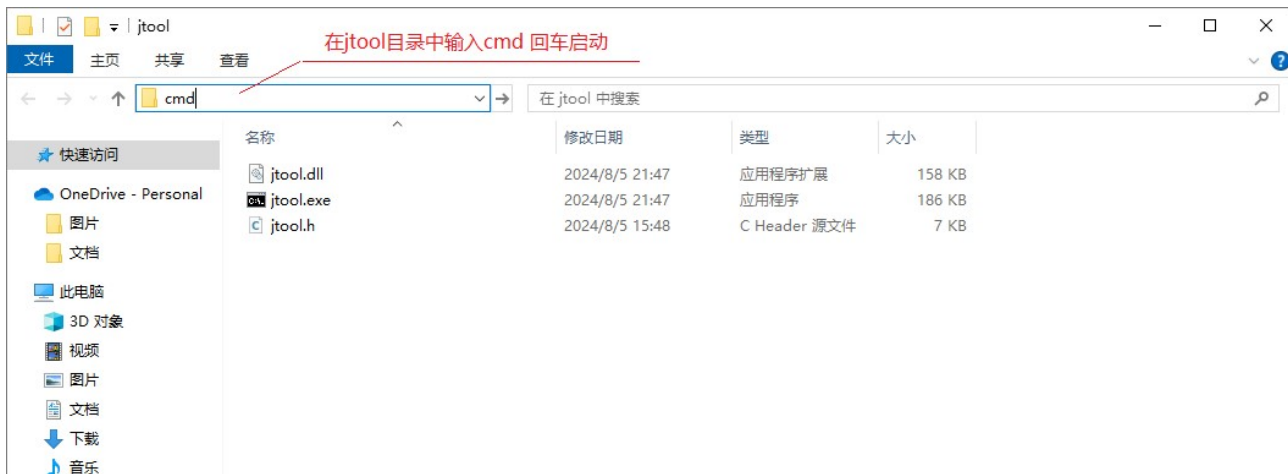 jtool
在jtool目录中输入cmd 回车启动
文件 主页 共享 查看
cmd 在 jtool 中搜索
名称 修改日期 类型 大小
快速访问
jtool.dll 2024/8/5 21:47 应用程序扩展 158 KB
OneDrive - Personal
jtool.exe 2024/8/5 21:47 应用程序 186 KB
图片
jtool.h 2024/8/5 15:48 C Header 源文件 7 KB
文档
此电脑
3D 对象
视频
图片
文档
下载
音乐